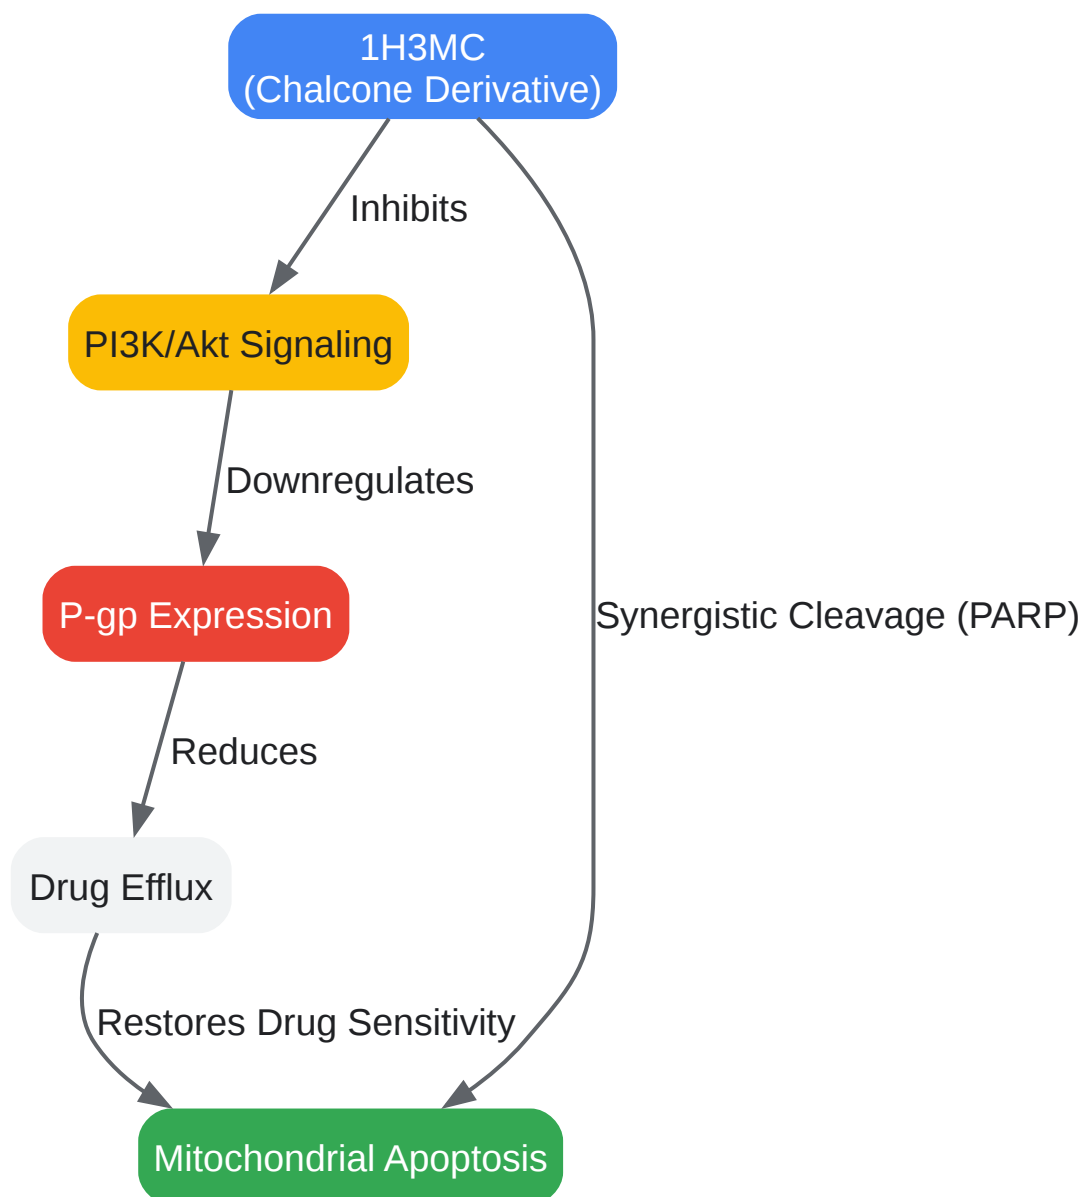 1H3MC
(Chalcone Derivative)
Inhibits
PI3K/Akt Signaling
Downregulates
P-gp Expression
Synergistic Cleavage (PARP)
Reduces
Drug Efflux
Restores Drug Sensitivity
Mitochondrial Apoptosis